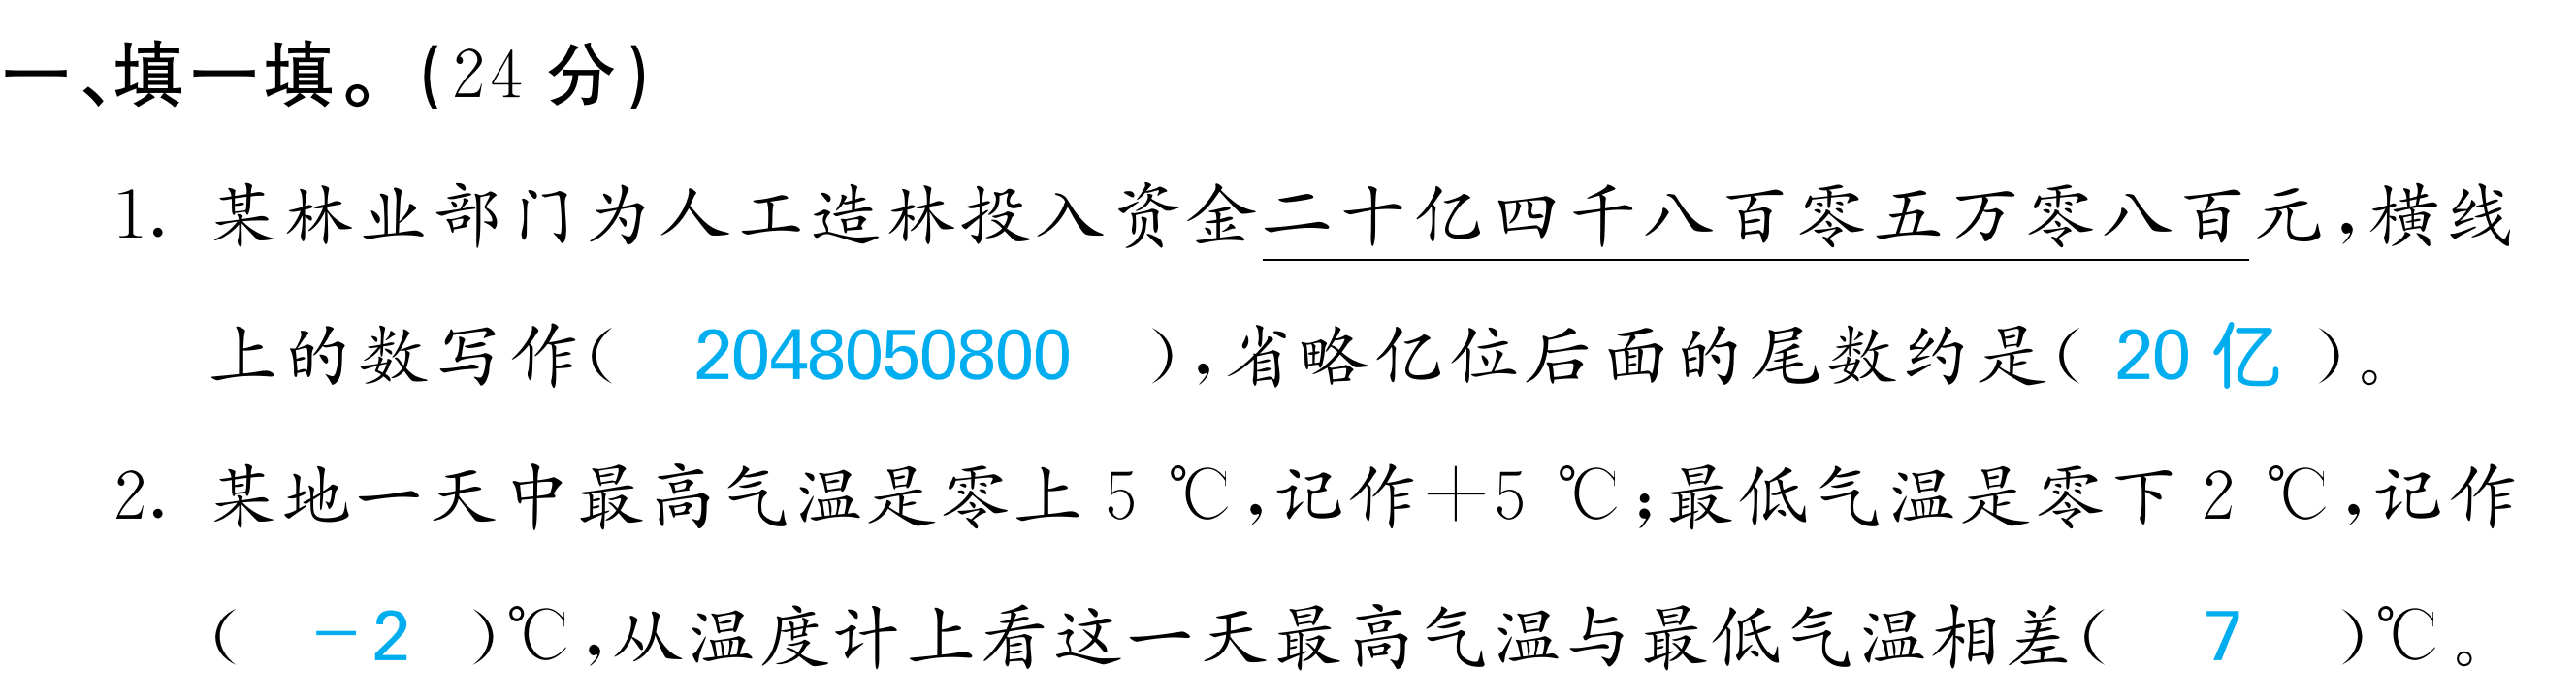 一、填一填。(24 分)
1. 某林业部门为人工造林投入资金二十亿四千八百零五万零八百元,横线
上的数写作( 2048050800 ),省略亿位后面的尾数约是( 20 亿 )。
2. 某地一天中最高气温是零上 5 ℃,记作+5 ℃;最低气温是零下 2 ℃,记作
( -2 )℃,从温度计上看这一天最高气温与最低气温相差( 7 )℃。